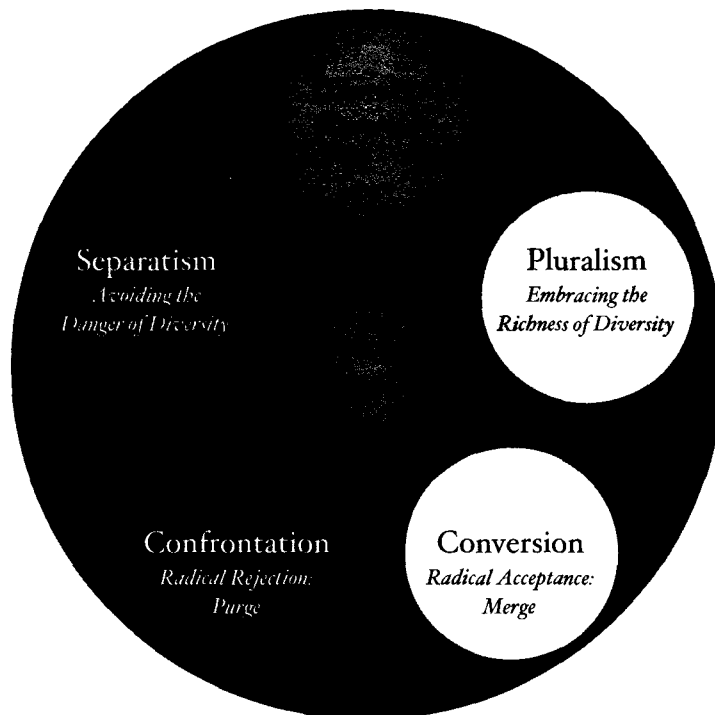 Separatism
Avoiding the
Danger of Diversity
Pluralism
Embracing the
Richness of Diversity
Confrontation
Radical Rejection:
Purge
Conversion
Radical Acceptance:
Merge